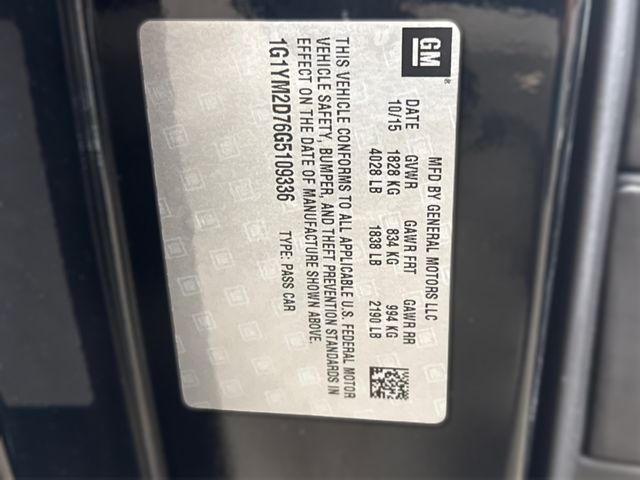 GM
®
MFD BY GENERAL MOTORS LLC
DATE GVWR GAWR FRT GAWR RR
10/15 1828 KG 834 KG 994 KG
4028 LB 1838 LB 2190 LB
THIS VEHICLE CONFORMS TO ALL APPLICABLE U.S. FEDERAL MOTOR
VEHICLE SAFETY, BUMPER, AND THEFT PREVENTION STANDARDS IN
EFFECT ON THE DATE OF MANUFACTURE SHOWN ABOVE.
1G1YM2D76G5109336 TYPE: PASS CAR